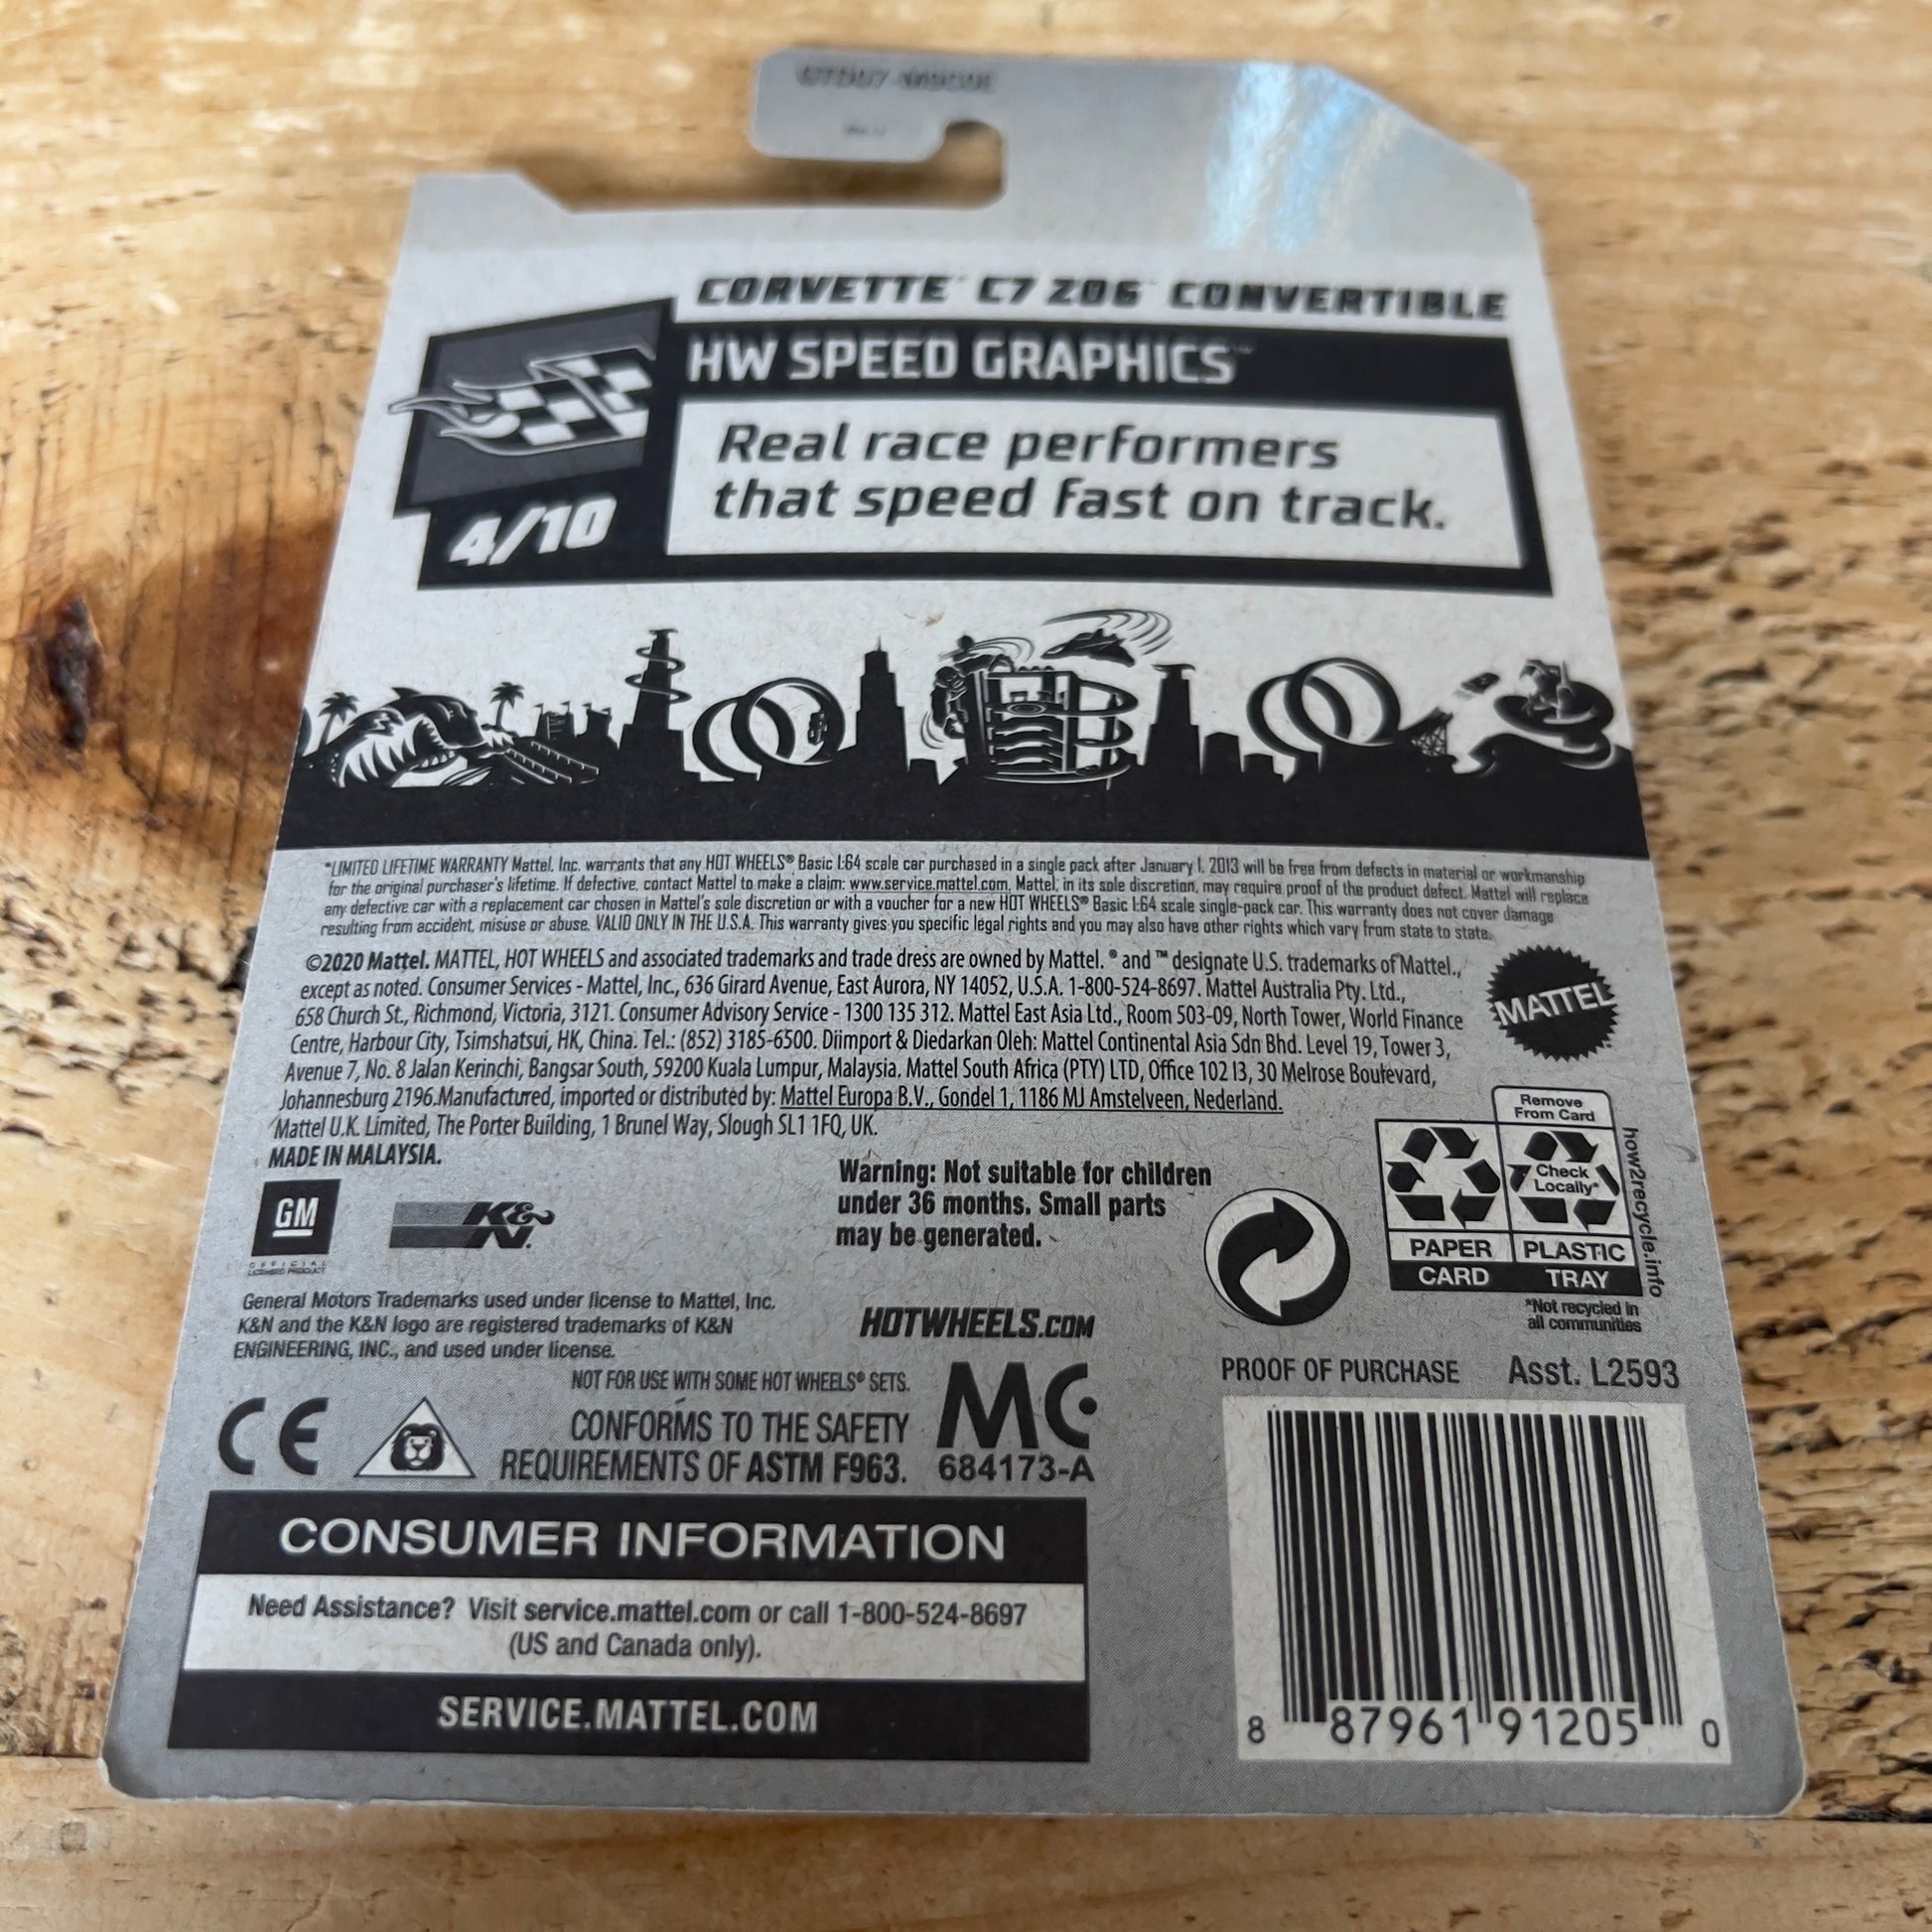 CORVETTE™ C7 Z06™ CONVERTIBLE
HW SPEED GRAPHICS™
Real race performers
that speed fast on track.
4/10
*LIMITED LIFETIME WARRANTY Mattel, Inc. warrants that any HOT WHEELS® Basic 1:64 scale car purchased in a single pack after January 1, 2013 will be free from defects in material or workmanship
for the original purchaser's lifetime. If defective, contact Mattel to make a claim: www.service.mattel.com. Mattel, in its sole discretion, may require proof of the product defect. Mattel will replace
any defective car with a replacement car chosen in Mattel's sole discretion or with a voucher for a new HOT WHEELS® Basic 1:64 scale single-pack car. This warranty does not cover damage
resulting from accident, misuse or abuse. VALID ONLY IN THE U.S.A. This warranty gives you specific legal rights and you may also have other rights which vary from state to state.
©2020 Mattel. MATTEL, HOT WHEELS and associated trademarks and trade dress are owned by Mattel. ® and ™ designate U.S. trademarks of Mattel.,
except as noted. Consumer Services - Mattel, Inc., 636 Girard Avenue, East Aurora, NY 14052, U.S.A. 1-800-524-8697. Mattel Australia Pty. Ltd.,
658 Church St., Richmond, Victoria, 3121. Consumer Advisory Service - 1300 135 312. Mattel East Asia Ltd., Room 503-09, North Tower, World Finance
Centre, Harbour City, Tsimshatsui, HK, China. Tel.: (852) 3185-6500. Diimport & Diedarkan Oleh: Mattel Continental Asia Sdn Bhd. Level 19, Tower 3,
Avenue 7, No. 8 Jalan Kerinchi, Bangsar South, 59200 Kuala Lumpur, Malaysia. Mattel South Africa (PTY) LTD, Office 102 I3, 30 Melrose Boulevard,
Johannesburg 2196.Manufactured, imported or distributed by: Mattel Europa B.V., Gondel 1, 1186 MJ Amstelveen, Nederland.
Mattel U.K. Limited, The Porter Building, 1 Brunel Way, Slough SL1 1FQ, UK.
MADE IN MALAYSIA.
MATTEL
GM
OFFICIAL
LICENSED PRODUCT
K&N
Warning: Not suitable for children
under 36 months. Small parts
may be generated.
Remove
From Card
Check
Locally*
PAPER
CARD
PLASTIC
TRAY
how2recycle.info
*Not recycled in
all communities
General Motors Trademarks used under license to Mattel, Inc.
K&N and the K&N logo are registered trademarks of K&N
ENGINEERING, INC., and used under license.
HOTWHEELS.COM
NOT FOR USE WITH SOME HOT WHEELS® SETS.
CE
CONFORMS TO THE SAFETY
REQUIREMENTS OF ASTM F963.
MC
684173-A
PROOF OF PURCHASE Asst. L2593
CONSUMER INFORMATION
Need Assistance? Visit service.mattel.com or call 1-800-524-8697
(US and Canada only).
SERVICE.MATTEL.COM
8 87961 91205 0